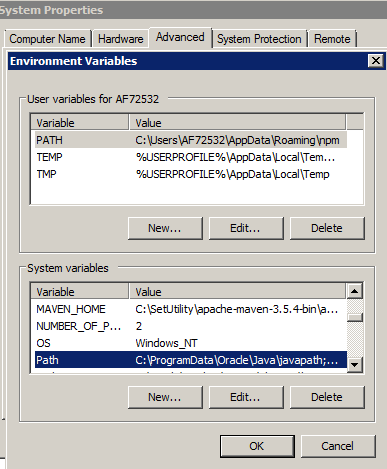 System Properties
Computer Name Hardware Advanced System Protection Remote
Environment Variables
User variables for AF72532
Variable Value
PATH C:\Users\AF72532\AppData\Roaming\npm
TEMP %USERPROFILE%\AppData\Local\Tem...
TMP %USERPROFILE%\AppData\Local\Temp
New... Edit... Delete
System variables
Variable Value
MAVEN_HOME C:\SetUtility\apache-maven-3.5.4-bin\a...
NUMBER_OF_P... 2
OS Windows_NT
Path C:\ProgramData\Oracle\Java\javapath;...
New... Edit... Delete
OK Cancel